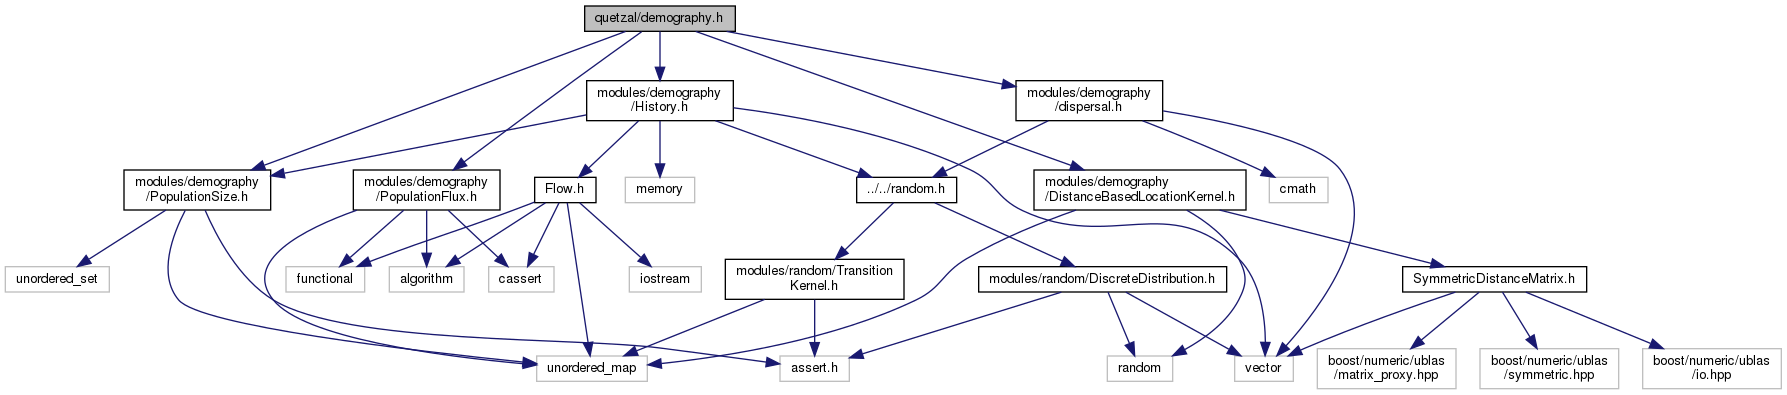 quetzal/demography.h
modules/demography
/History.h
modules/demography
/dispersal.h
modules/demography
/PopulationSize.h
modules/demography
/PopulationFlux.h
Flow.h
memory
../../random.h
modules/demography
/DistanceBasedLocationKernel.h
cmath
unordered_set
functional
algorithm
cassert
iostream
modules/random/Transition
Kernel.h
modules/random/DiscreteDistribution.h
SymmetricDistanceMatrix.h
unordered_map
assert.h
random
vector
boost/numeric/ublas
/matrix_proxy.hpp
boost/numeric/ublas
/symmetric.hpp
boost/numeric/ublas
/io.hpp